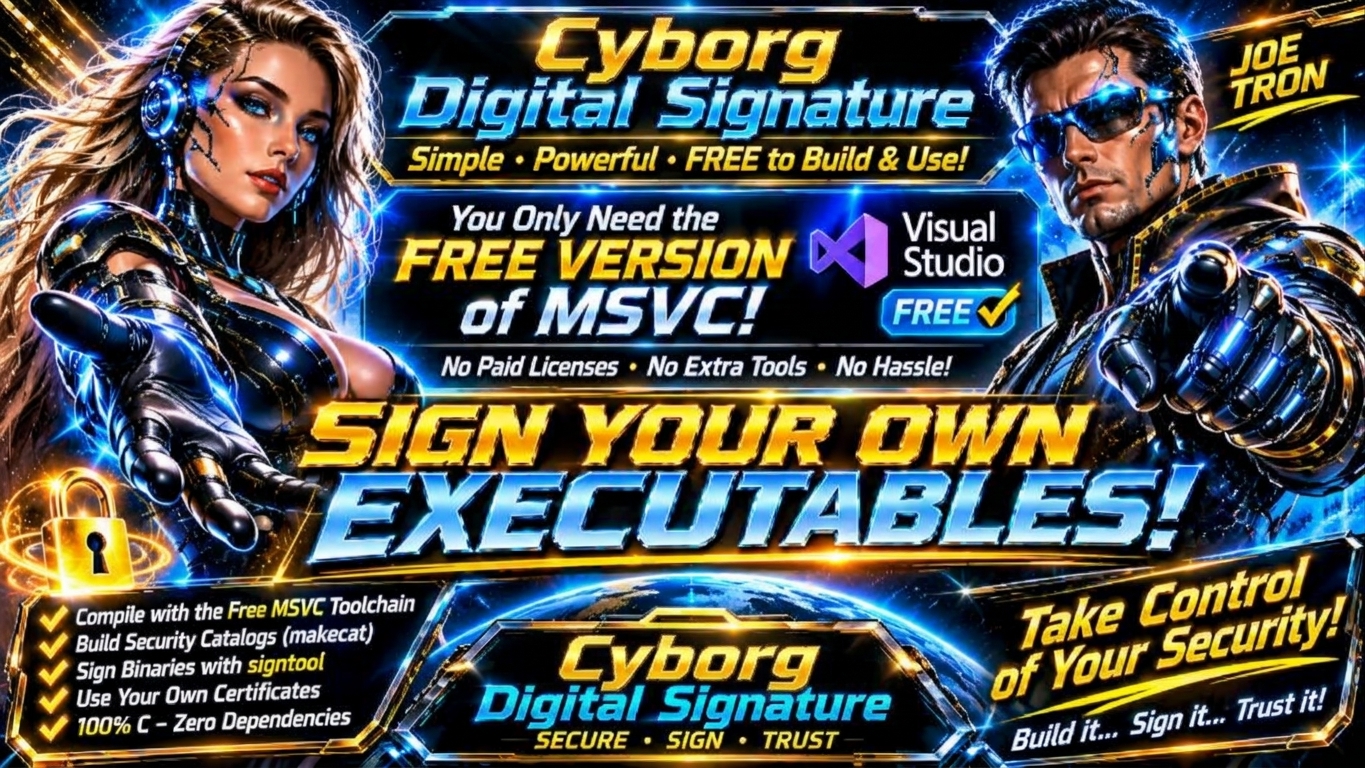 Cyborg
Digital Signature
Simple • Powerful • FREE to Build & Use!
JOE
TRON
You Only Need the
FREE VERSION
of MSVC!
Visual
Studio
FREE
No Paid Licenses • No Extra Tools • No Hassle!
SIGN YOUR OWN
EXECUTABLES!
Compile with the Free MSVC Toolchain
Build Security Catalogs (makecat)
Sign Binaries with signtool
Use Your Own Certificates
100% C – Zero Dependencies
Cyborg
Digital Signature
SECURE • SIGN • TRUST
Take Control
of Your Security!
Build it... Sign it... Trust it!